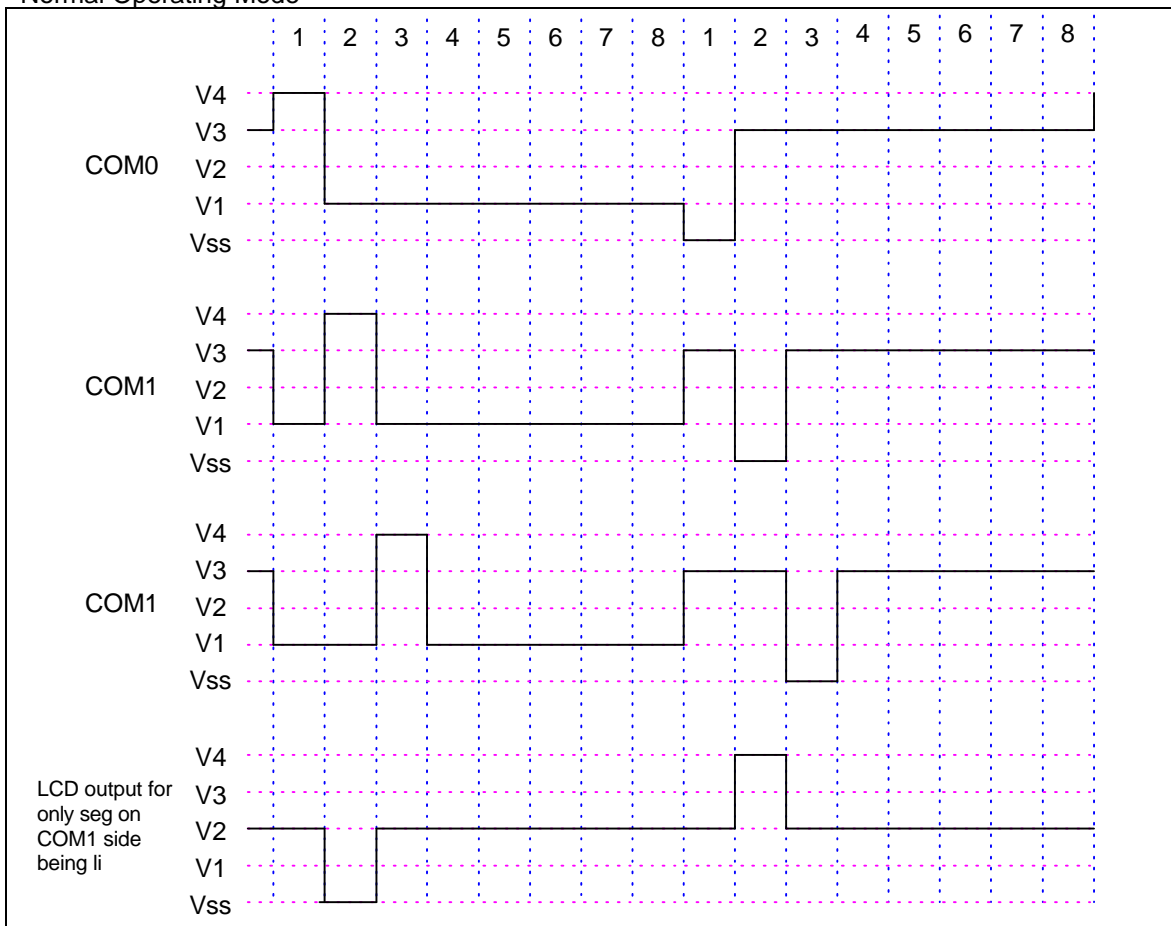 Normal Operating Mode
1 2 3 4 5 6 7 8 1 2 3 4 5 6 7 8
V4
V3
COM0
V2
V1
Vss
V4
V3
COM1
V2
V1
Vss
V4
V3
COM1
V2
V1
Vss
V4
LCD output for
only seg on
COM1 side
being li
V3
V2
V1
Vss